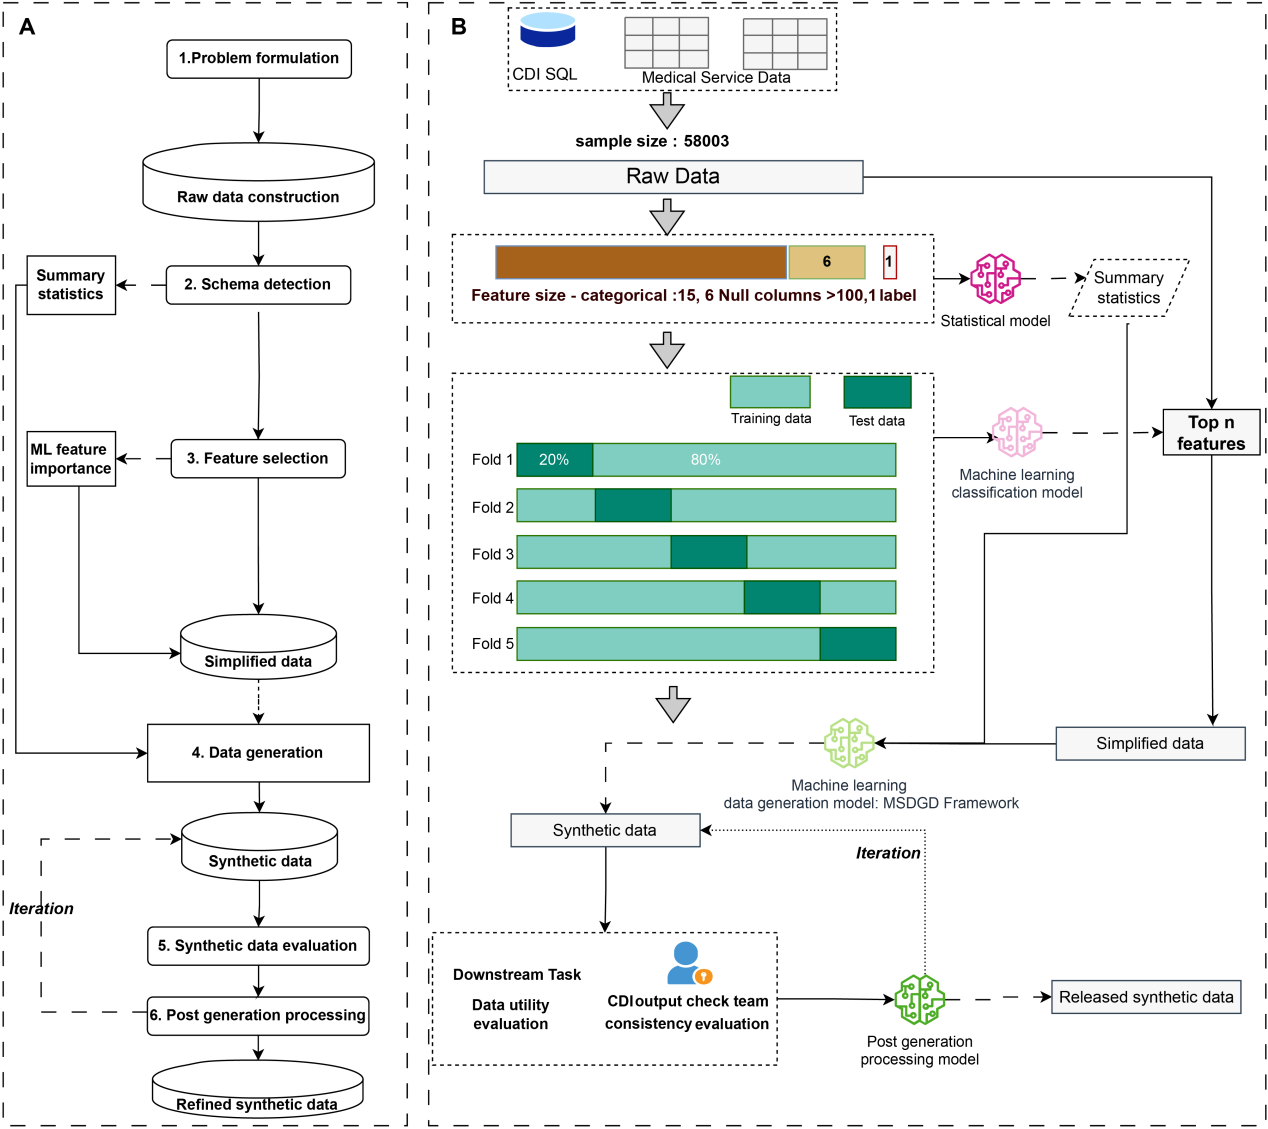 A
1.Problem formulation
Raw data construction
Summary
statistics
2. Schema detection
ML feature
importance
3. Feature selection
Simplified data
4. Data generation
Synthetic data
Iteration
5. Synthetic data evaluation
6. Post generation processing
Refined synthetic data
B
CDI SQL
Medical Service Data
sample size : 58003
Raw Data
6
1
Feature size - categorical :15, 6 Null columns >100,1 label
Statistical model
Summary
statistics
Training data
Test data
Fold 1
20%
80%
Fold 2
Fold 3
Fold 4
Fold 5
Machine learning
classification model
Top n
features
Simplified data
Machine learning
data generation model: MSDGD Framework
Synthetic data
Iteration
Downstream Task
Data utility
evaluation
CDI output check team
consistency evaluation
Post generation
processing model
Released synthetic data